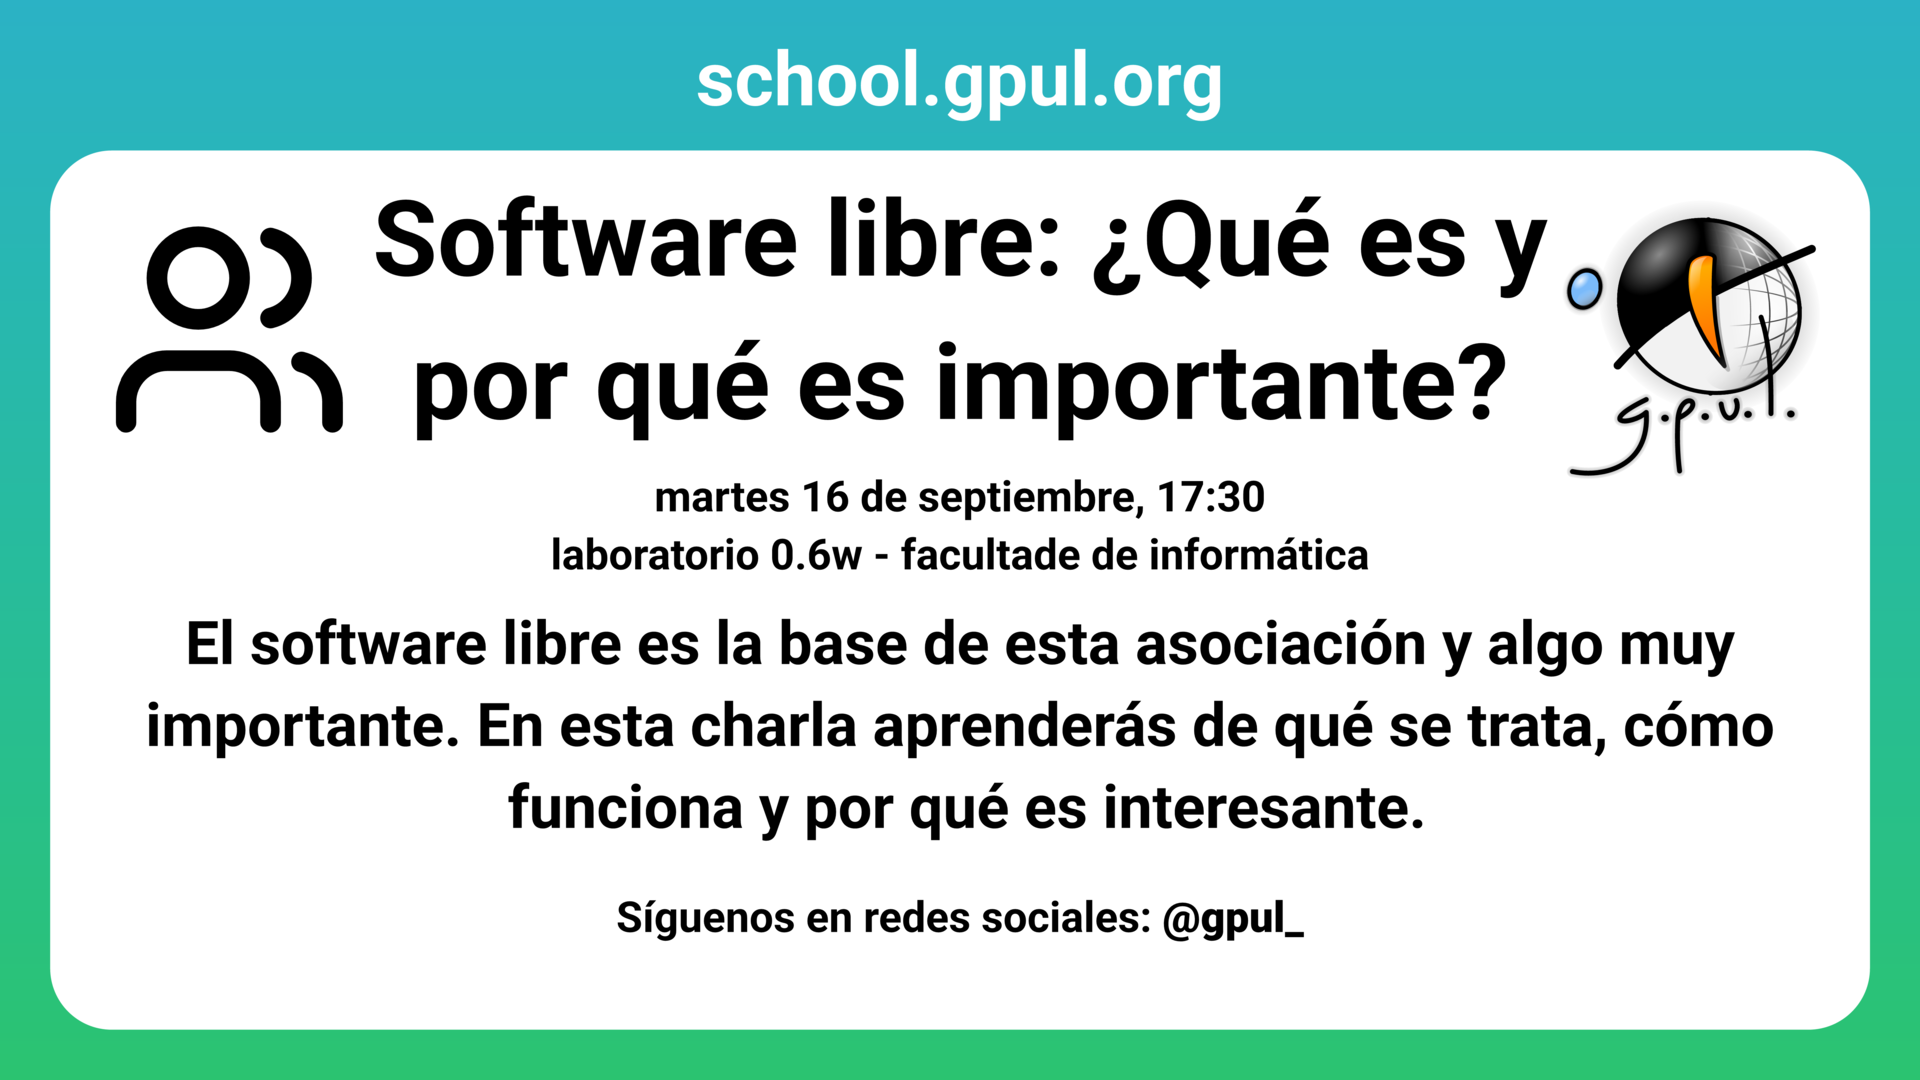 school.gpul.org
Software libre: ¿Qué es y
por qué es importante?
g.p.u.l.
martes 16 de septiembre, 17:30
laboratorio 0.6w - facultade de informática
El software libre es la base de esta asociación y algo muy
importante. En esta charla aprenderás de qué se trata, cómo
funciona y por qué es interesante.
Síguenos en redes sociales: @gpul_